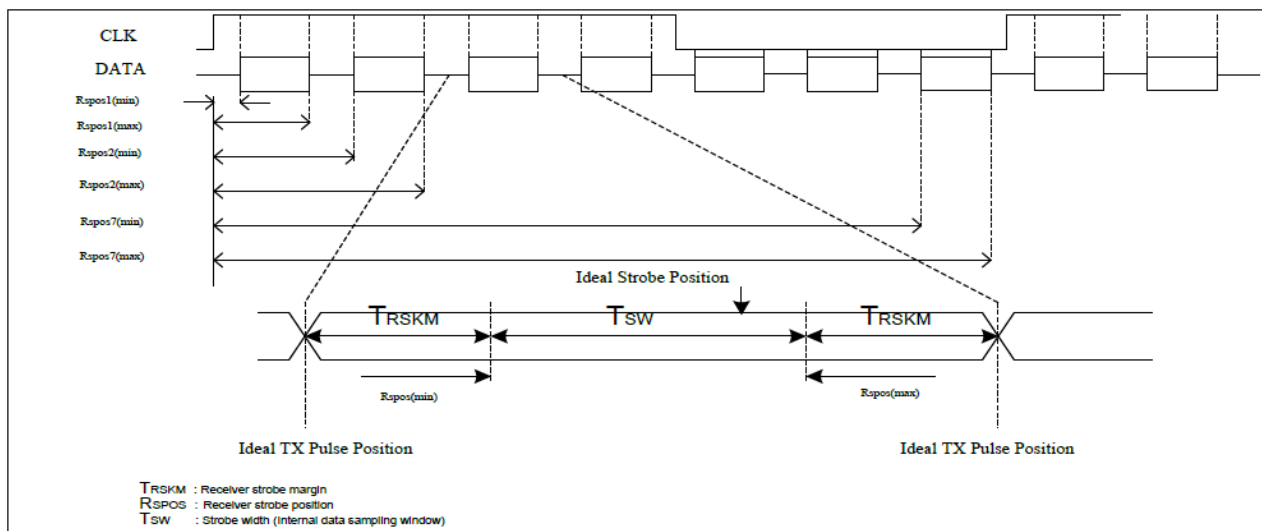 CLK
DATA
Rspos1(min)
Rspos1(max)
Rspos2(min)
Rspos2(max)
Rspos7(min)
Rspos7(max)
Ideal Strobe Position
TRSKM TSW TRSKM
Rspos(min) Rspos(max)
Ideal TX Pulse Position Ideal TX Pulse Position
TRSKM : Receiver strobe margin
RSPOS : Receiver strobe position
TSW : Strobe width (Internal data sampling window)